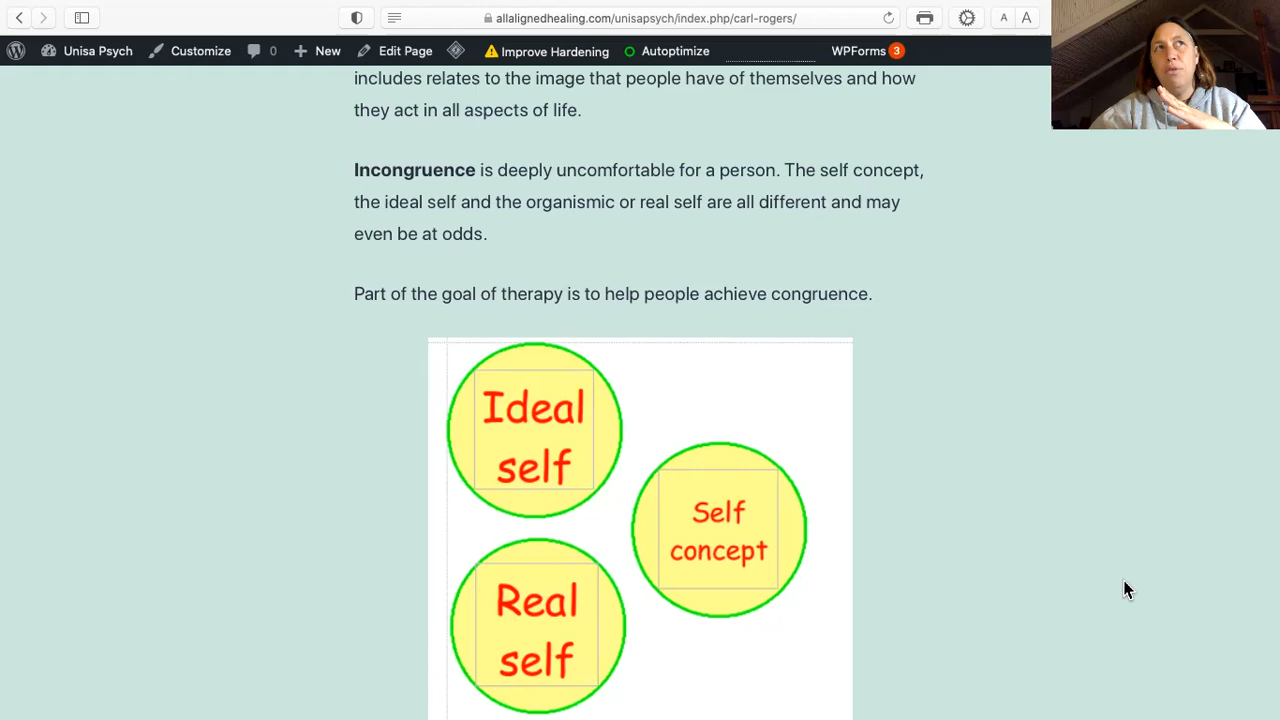 allalignedhealing.com/unisapsych/index.php/carl-rogers/
A A
Unisa Psych Customize 0 New Edit Page Improve Hardening Autoptimize WPForms 3
includes relates to the image that people have of themselves and how
they act in all aspects of life.
Incongruence is deeply uncomfortable for a person. The self concept,
the ideal self and the organismic or real self are all different and may
even be at odds.
Part of the goal of therapy is to help people achieve congruence.
Ideal
self
Self
concept
Real
self